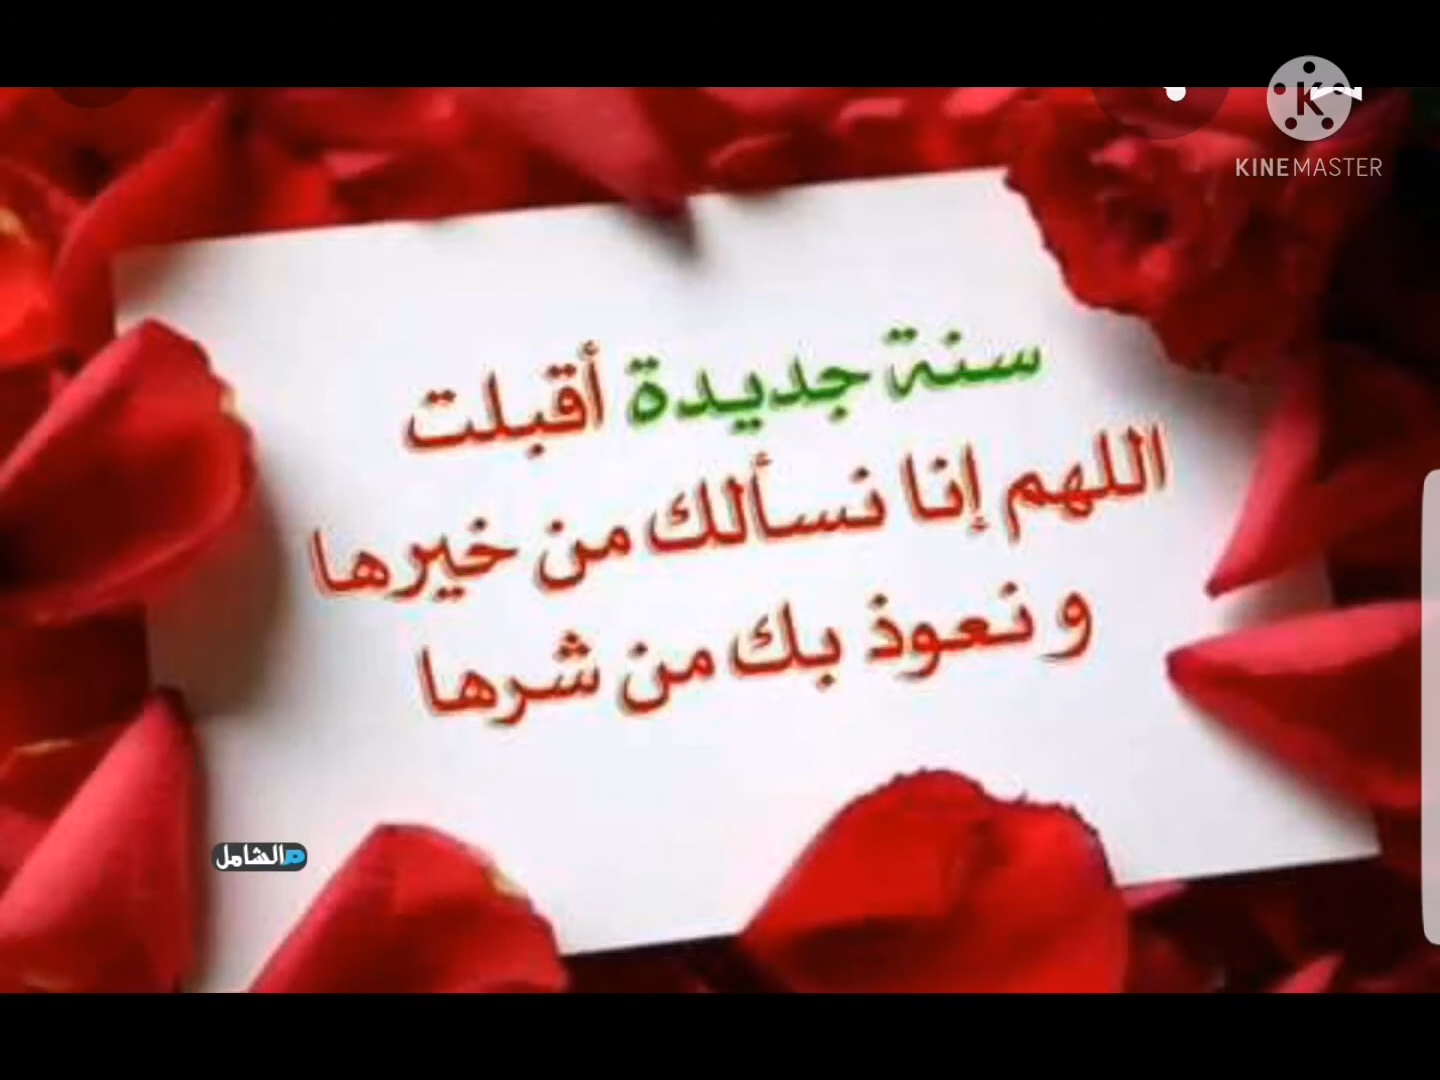 KINEMASTER
سنة جديدة أقبلت
اللهم إنا نسألك من خيرها
و نعوذ بك من شرها
الشامل